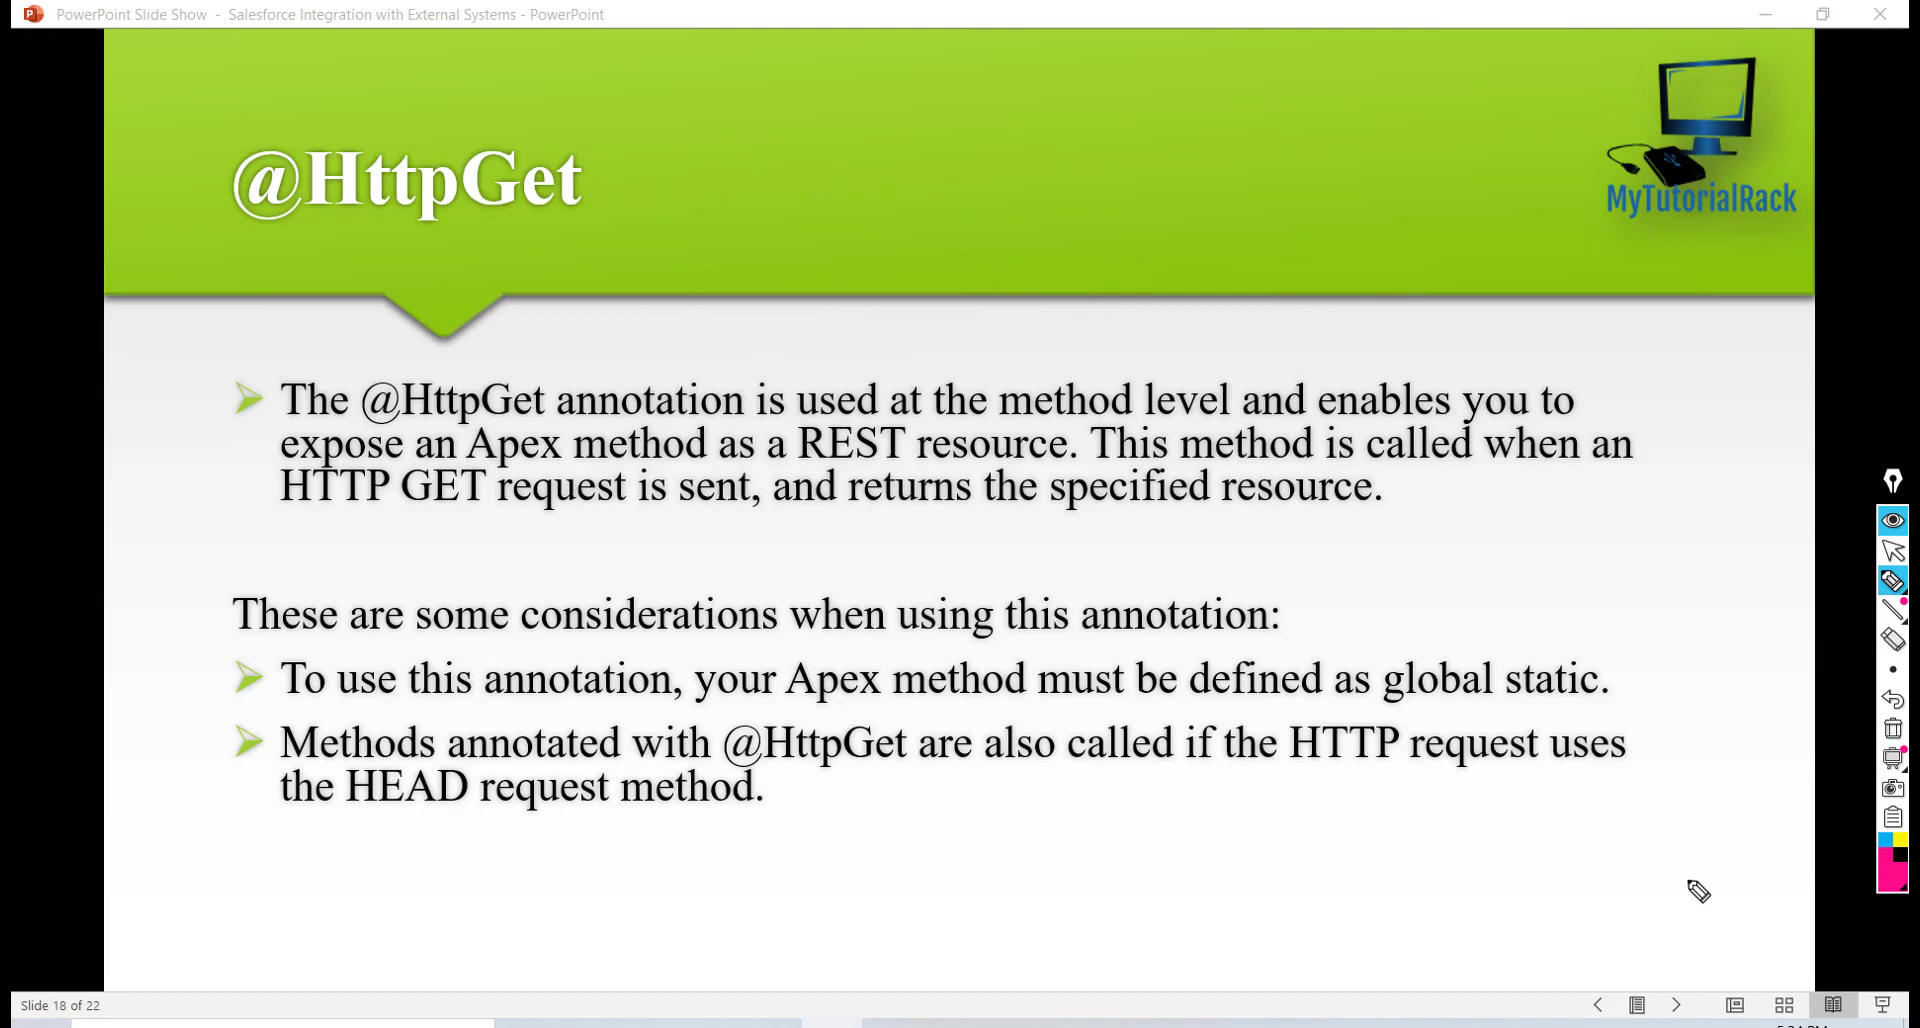 PowerPoint Slide Show - Salesforce Integration with External Systems - PowerPoint
@HttpGet
MyTutorialRack
The @HttpGet annotation is used at the method level and enables you to
expose an Apex method as a REST resource. This method is called when an
HTTP GET request is sent, and returns the specified resource.
These are some considerations when using this annotation:
To use this annotation, your Apex method must be defined as global static.
Methods annotated with @HttpGet are also called if the HTTP request uses
the HEAD request method.
Slide 18 of 22